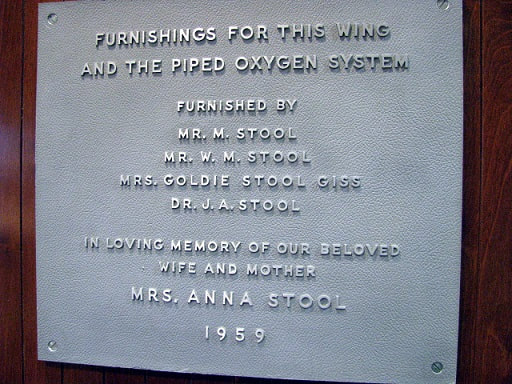 FURNISHINGS FOR THIS WING
AND THE PIPED OXYGEN SYSTEM
FURNISHED BY
MR. M. STOOL
MR. W. M. STOOL
MRS. GOLDIE STOOL GISS
DR. J. A. STOOL
IN LOVING MEMORY OF OUR BELOVED
WIFE AND MOTHER
MRS. ANNA STOOL
1959